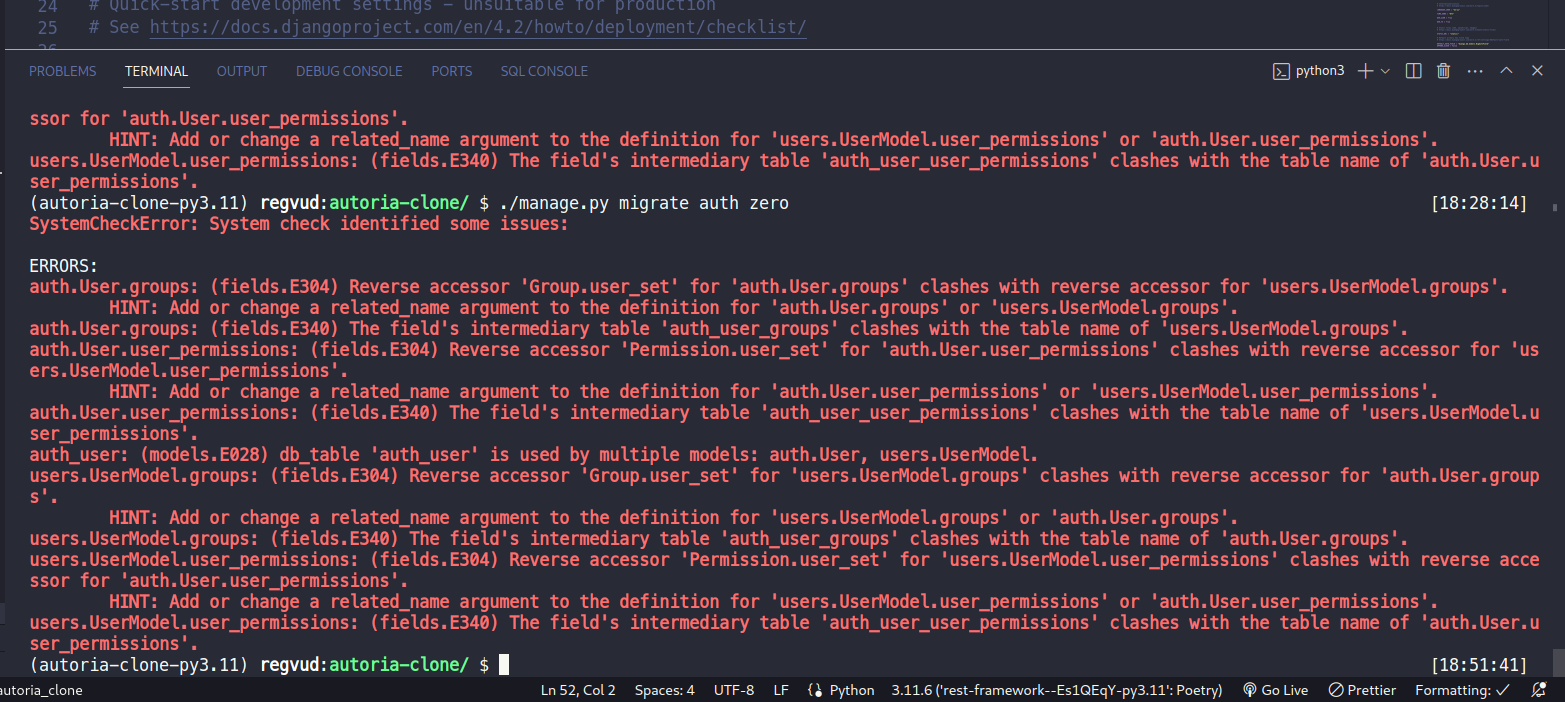 24 # Quick-start development settings - unsuitable for production
25 # See https://docs.djangoproject.com/en/4.2/howto/deployment/checklist/
26
PROBLEMS TERMINAL OUTPUT DEBUG CONSOLE PORTS SQL CONSOLE python3
ssor for 'auth.User.user_permissions'.
HINT: Add or change a related_name argument to the definition for 'users.UserModel.user_permissions' or 'auth.User.user_permissions'.
users.UserModel.user_permissions: (fields.E340) The field's intermediary table 'auth_user_user_permissions' clashes with the table name of 'auth.User.u
ser_permissions'.
(autoria-clone-py3.11) regvud:autoria-clone/ $ ./manage.py migrate auth zero [18:28:14]
SystemCheckError: System check identified some issues:
ERRORS:
auth.User.groups: (fields.E304) Reverse accessor 'Group.user_set' for 'auth.User.groups' clashes with reverse accessor for 'users.UserModel.groups'.
HINT: Add or change a related_name argument to the definition for 'auth.User.groups' or 'users.UserModel.groups'.
auth.User.groups: (fields.E340) The field's intermediary table 'auth_user_groups' clashes with the table name of 'users.UserModel.groups'.
auth.User.user_permissions: (fields.E304) Reverse accessor 'Permission.user_set' for 'auth.User.user_permissions' clashes with reverse accessor for 'us
ers.UserModel.user_permissions'.
HINT: Add or change a related_name argument to the definition for 'auth.User.user_permissions' or 'users.UserModel.user_permissions'.
auth.User.user_permissions: (fields.E340) The field's intermediary table 'auth_user_user_permissions' clashes with the table name of 'users.UserModel.u
ser_permissions'.
auth_user: (models.E028) db_table 'auth_user' is used by multiple models: auth.User, users.UserModel.
users.UserModel.groups: (fields.E304) Reverse accessor 'Group.user_set' for 'users.UserModel.groups' clashes with reverse accessor for 'auth.User.group
s'.
HINT: Add or change a related_name argument to the definition for 'users.UserModel.groups' or 'auth.User.groups'.
users.UserModel.groups: (fields.E340) The field's intermediary table 'auth_user_groups' clashes with the table name of 'auth.User.groups'.
users.UserModel.user_permissions: (fields.E304) Reverse accessor 'Permission.user_set' for 'users.UserModel.user_permissions' clashes with reverse acce
ssor for 'auth.User.user_permissions'.
HINT: Add or change a related_name argument to the definition for 'users.UserModel.user_permissions' or 'auth.User.user_permissions'.
users.UserModel.user_permissions: (fields.E340) The field's intermediary table 'auth_user_user_permissions' clashes with the table name of 'auth.User.u
ser_permissions'.
(autoria-clone-py3.11) regvud:autoria-clone/ $ [18:51:41]
autoria_clone Ln 52, Col 2 Spaces: 4 UTF-8 LF Python 3.11.6 ('rest-framework--Es1QEqY-py3.11': Poetry) Go Live Prettier Formatting: ✓